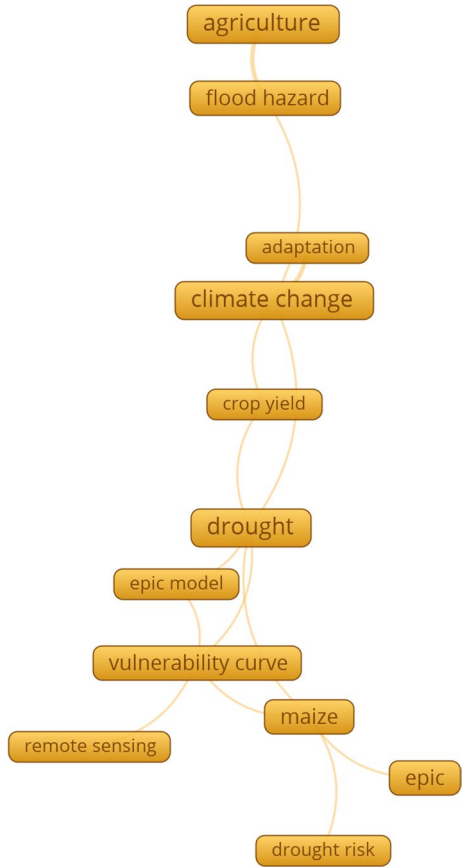 agriculture
flood hazard
adaptation
climate change
crop yield
drought
epic model
vulnerability curve
maize
remote sensing
epic
drought risk